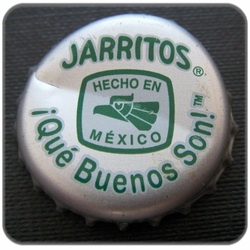 JARRITOS®
HECHO EN
MÉXICO
¡Qué Buenos Son!™